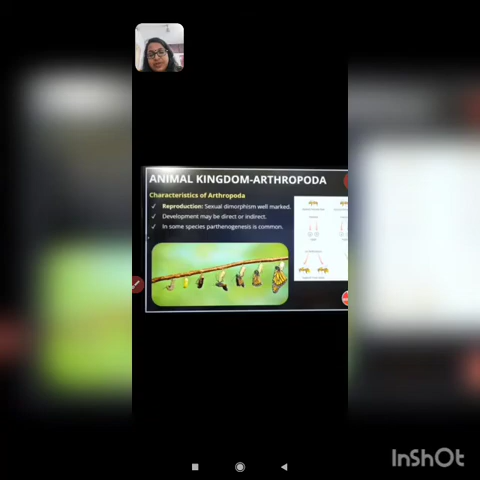 ANIMAL KINGDOM-ARTHROPODA
Characteristics of Arthropoda
✓ Reproduction: Sexual dimorphism well marked.
✓ Development may be direct or indirect.
✓ In some species parthenogenesis is common.
InShOt